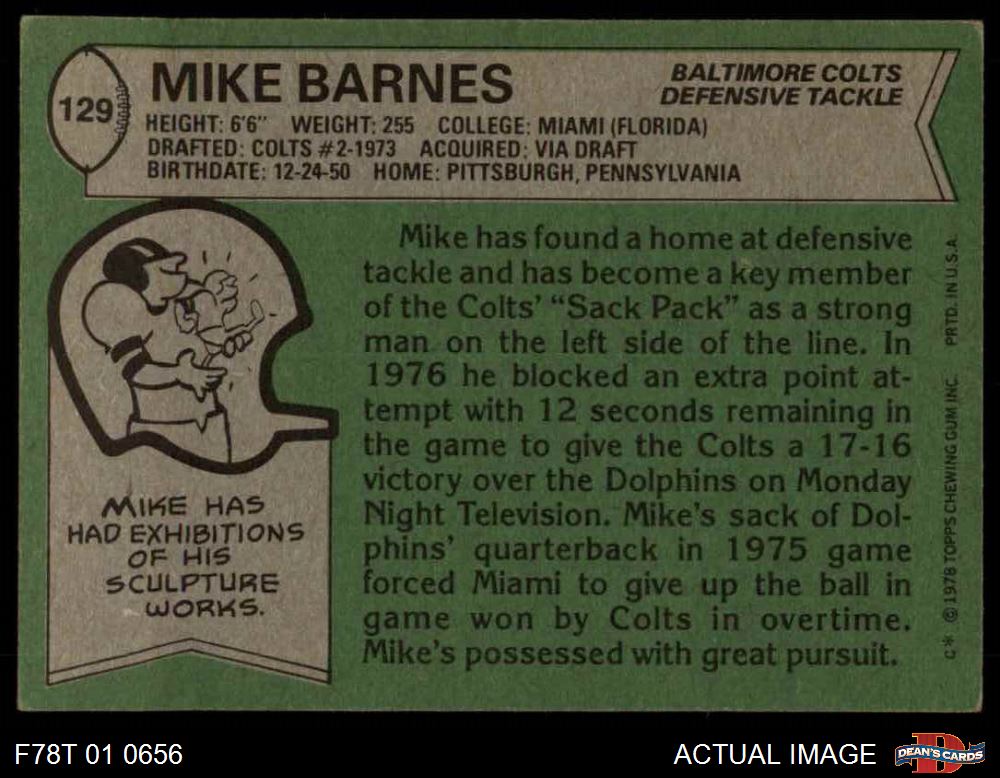 129
MIKE BARNES
BALTIMORE COLTS
DEFENSIVE TACKLE
HEIGHT: 6'6" WEIGHT: 255 COLLEGE: MIAMI (FLORIDA)
DRAFTED: COLTS #2-1973 ACQUIRED: VIA DRAFT
BIRTHDATE: 12-24-50 HOME: PITTSBURGH, PENNSYLVANIA
Mike has found a home at defensive
tackle and has become a key member
of the Colts' "Sack Pack" as a strong
man on the left side of the line. In
1976 he blocked an extra point at-
tempt with 12 seconds remaining in
the game to give the Colts a 17-16
victory over the Dolphins on Monday
Night Television. Mike's sack of Dol-
phins' quarterback in 1975 game
forced Miami to give up the ball in
game won by Colts in overtime.
Mike's possessed with great pursuit.
MIKE HAS
HAD EXHIBITIONS
OF HIS
SCULPTURE
WORKS.
C* © 1978 TOPPS CHEWING GUM INC. PRTD. IN U.S.A.
F78T 01 0656
ACTUAL IMAGE
D
DEAN'S CARDS